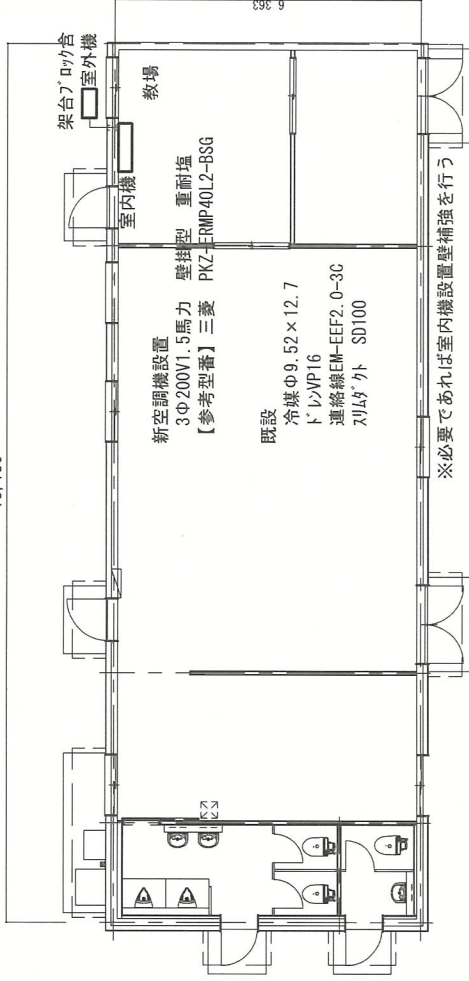 架台ブロック含
室外機
室内機
教場
新空調機設置
3Φ200V1.5馬力 壁掛型 重耐塩
【参考型番】三菱 PKZ-ERMP40L2-BSG
既設
冷媒Φ9.52×12.7
ドレンVP16
連絡線EM-EEF2.0-3C
スリムダクト SD100
※必要であれば室内機設置壁補強を行う
6,363